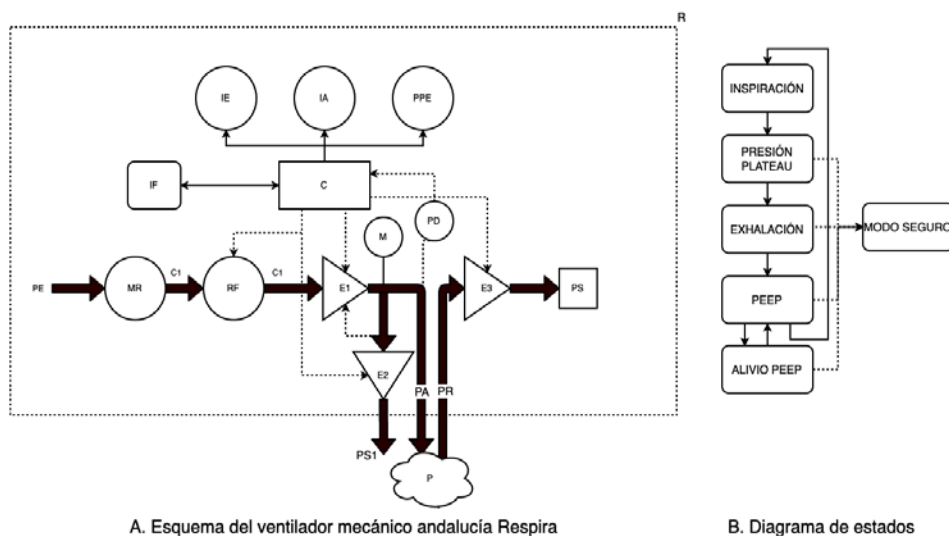 R
IE
IA
PPE
IF
C
PD
M
PE
MR
C1
RF
C1
E1
E3
PS
E2
PA
PR
PS1
P
A. Esquema del ventilador mecánico andalucía Respira
INSPIRACIÓN
PRESIÓN
PLATEAU
EXHALACIÓN
MODO SEGURO
PEEP
ALIVIO PEEP
B. Diagrama de estados